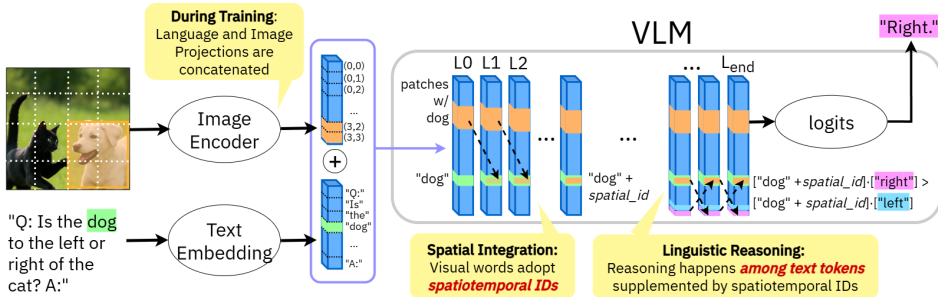 During Training:
Language and Image
Projections are
concatenated
Image
Encoder
(0,0)
(0,1)
(0,2)
...
(3,2)
(3,3)
+
"Q: Is the dog
to the left or
right of the
cat? A:"
Text
Embedding
"Q:"
"Is"
"the"
"dog"
...
"A:"
VLM
"Right."
L0 L1 L2
... Lend
patches
w/
dog
"dog"
...
...
"dog" +
spatial_id
logits
["dog" +spatial_id]·["right"] >
["dog" + spatial_id]·["left"]
Spatial Integration:
Visual words adopt
spatiotemporal IDs
Linguistic Reasoning:
Reasoning happens among text tokens
supplemented by spatiotemporal IDs